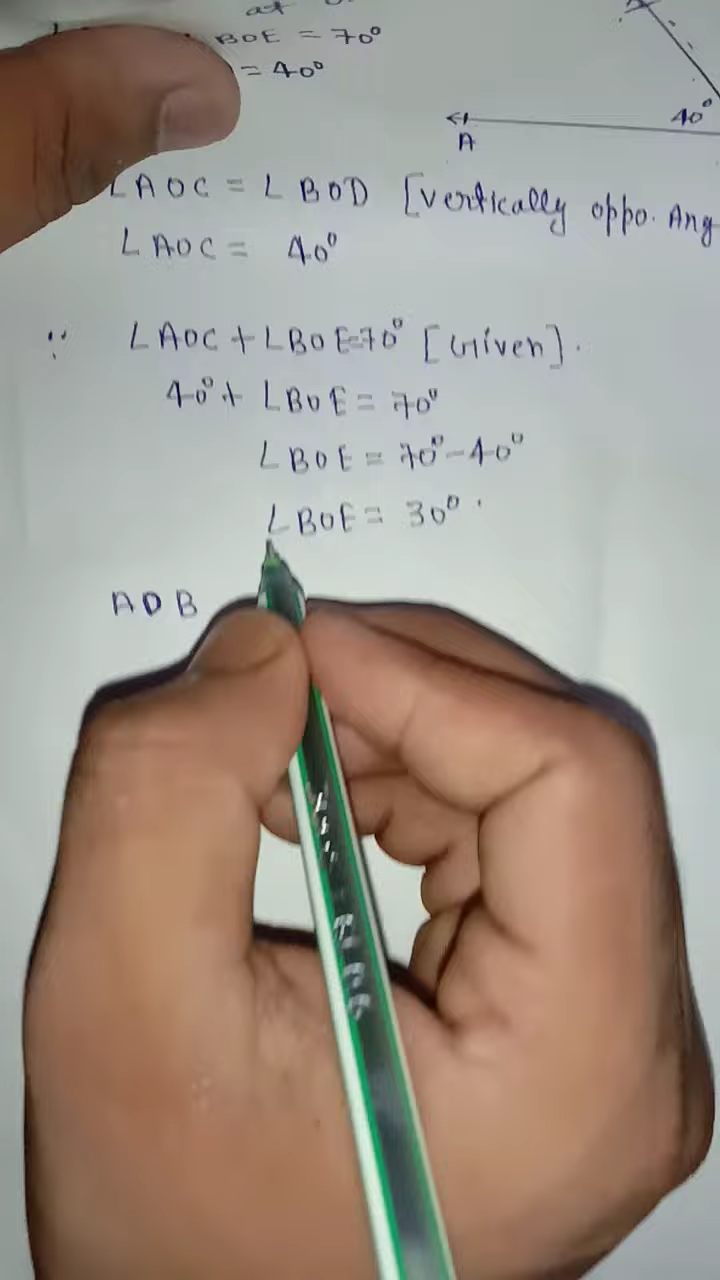 at
BOE = 70°
= 40°
40°
A
∠AOC = ∠BOD [Vertically oppo. Ang
∠AOC = 40°
∵ ∠AOC + ∠BOE=70° [Given].
40° + ∠BOE = 70°
∠BOE = 70° - 40°
∠BOE = 30°.
AOB